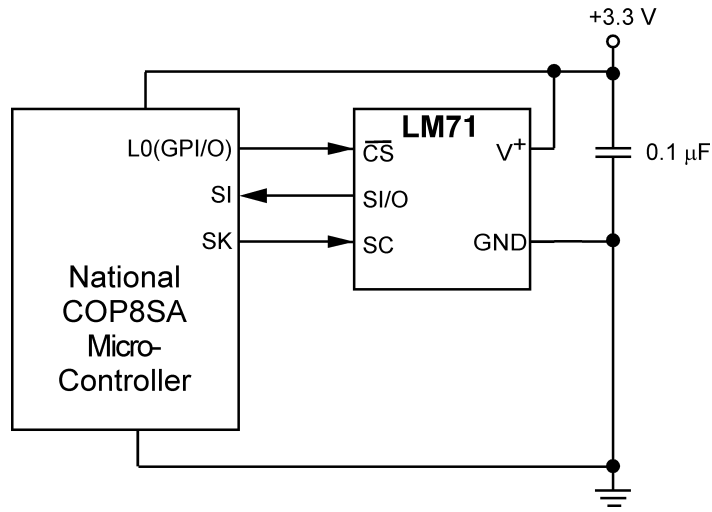 +3.3 V
LM71
L0(GPI/O)
CS
V+
0.1 µF
SI
SI/O
SK
SC
GND
National
COP8SA
Micro-
Controller